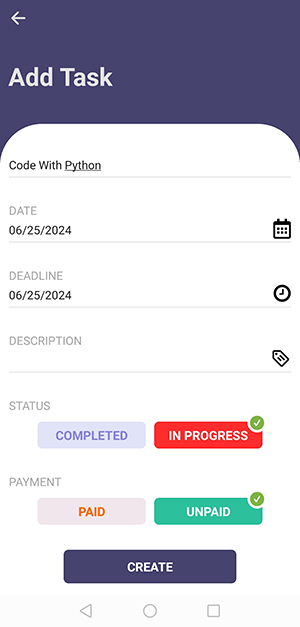 Add Task
Code With Python
DATE
06/25/2024
DEADLINE
06/25/2024
DESCRIPTION
STATUS
COMPLETED IN PROGRESS
PAYMENT
PAID UNPAID
CREATE